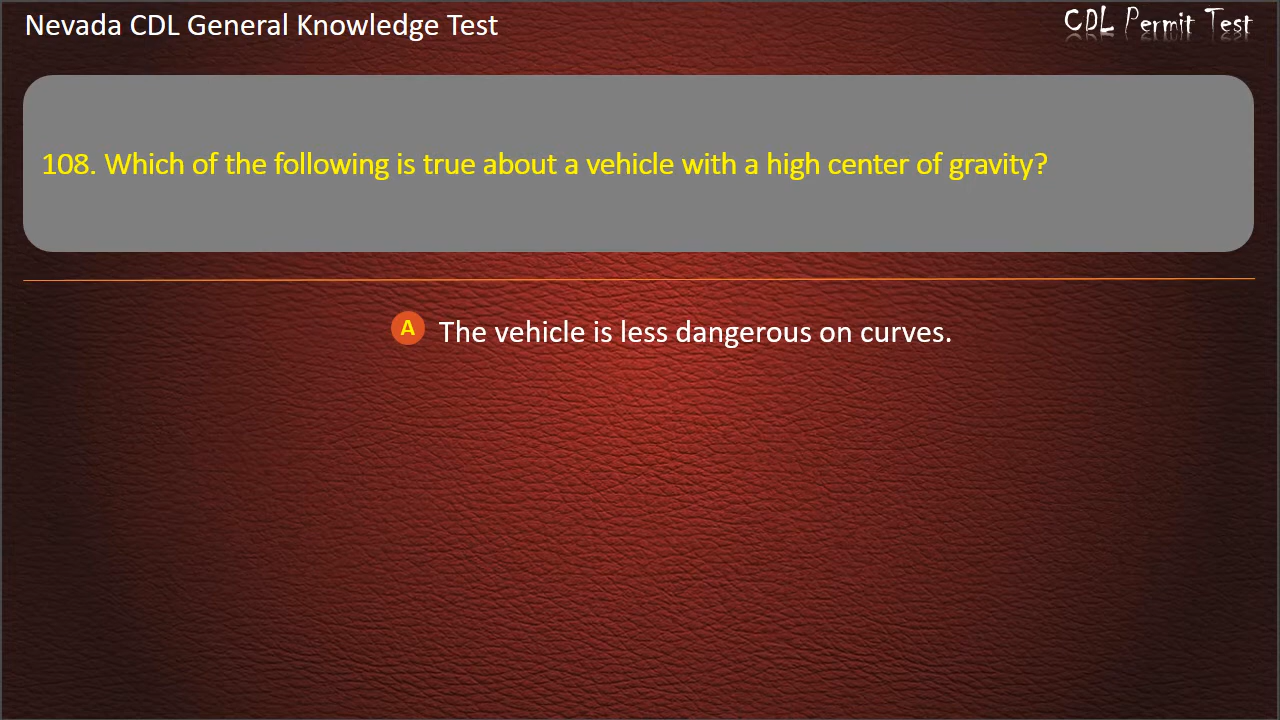 Nevada CDL General Knowledge Test
CDL Permit Test
108. Which of the following is true about a vehicle with a high center of gravity?
A The vehicle is less dangerous on curves.